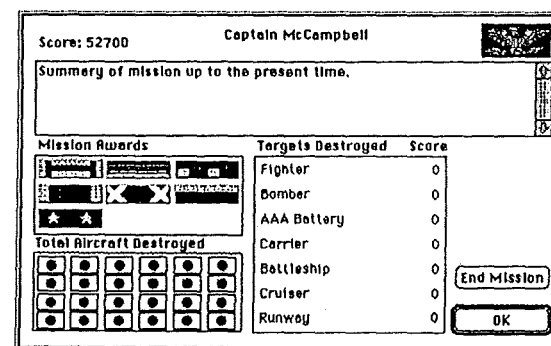 Captain McCampbell
Score: 52700
Summary of mission up to the present time.
Mission Awards
Total Aircraft Destroyed
Targets Destroyed Score
Fighter 0
Bomber 0
AAA Battery 0
Carrier 0
Battleship 0
Cruiser 0
Runway 0
End Mission
OK